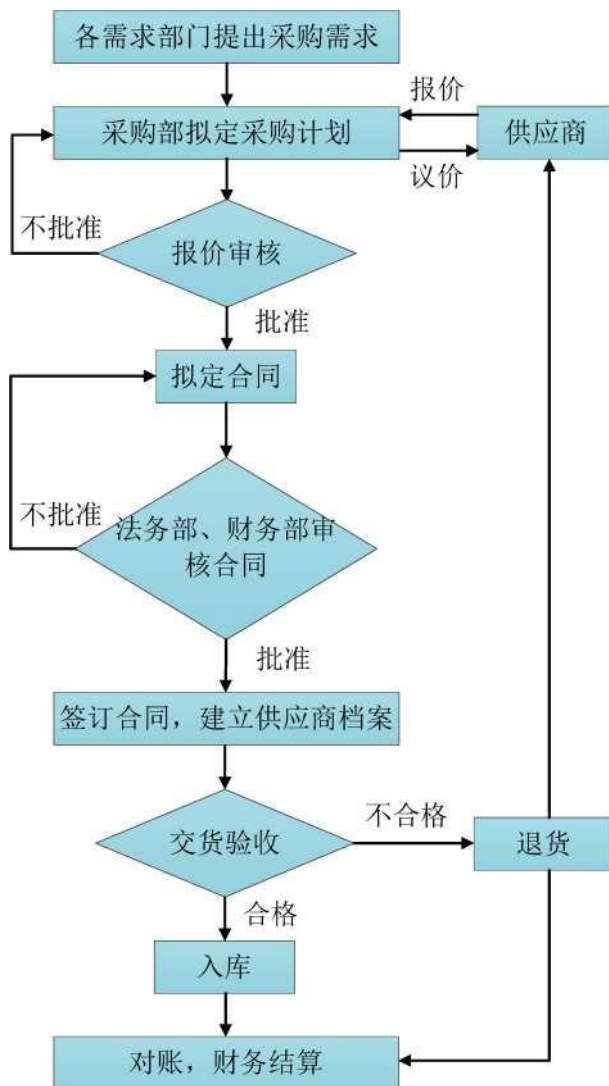 各需求部门提出采购需求
报价
采购部拟定采购计划
供应商
议价
不批准
报价审核
批准
拟定合同
不批准
法务部、财务部审
核合同
批准
签订合同，建立供应商档案
不合格
交货验收
退货
合格
入库
对账，财务结算